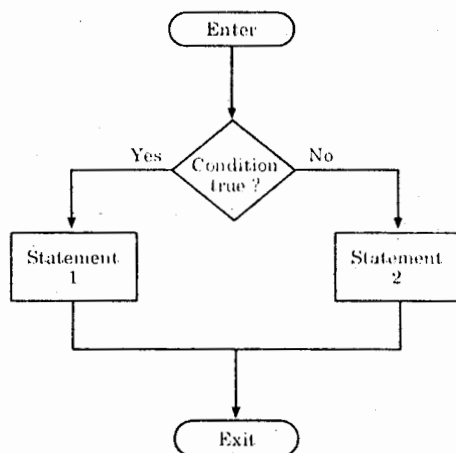 Enter
Yes
Condition
true ?
No
Statement
1
Statement
2
Exit